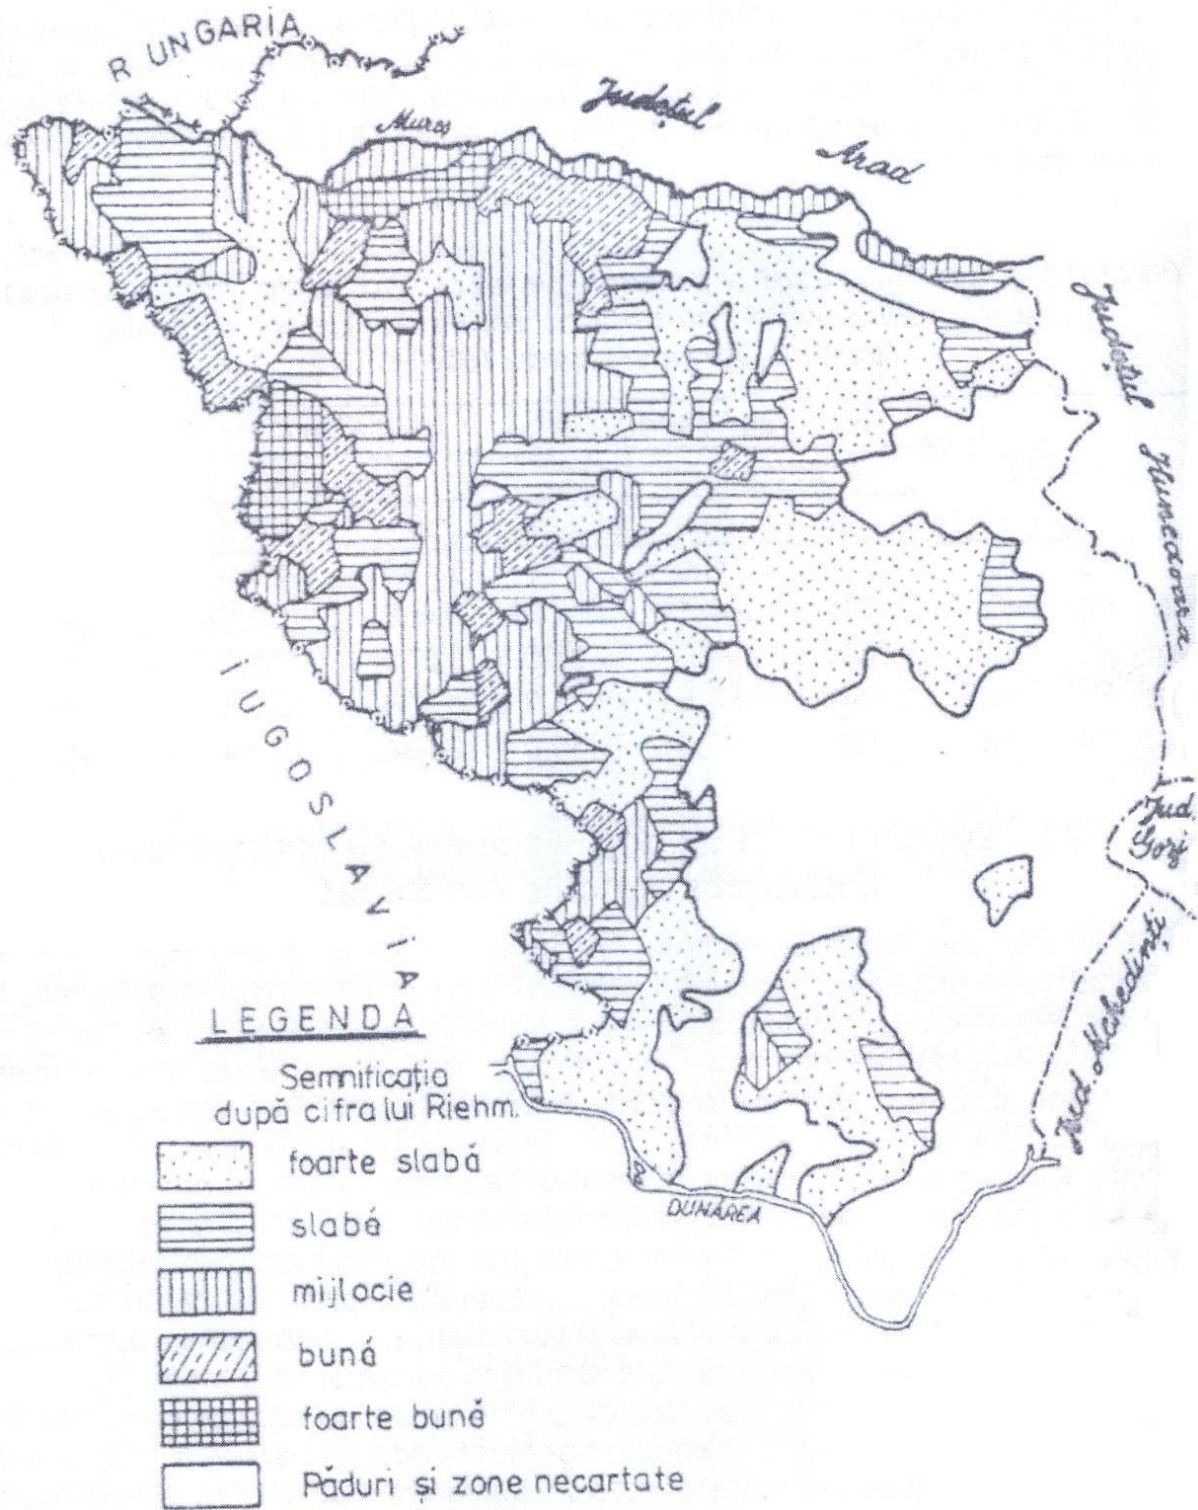 R UNGARIA
Județul
Arad
Mureș
Județul
Hunedoara
IUGOSLAVIA
Jud.
Gorj
Jud. Mehedinți
DUNĂREA
LEGENDA
Semnificația
după cifra lui Riehm.
foarte slabă
slabă
mijlocie
bună
foarte bună
Păduri și zone necartate